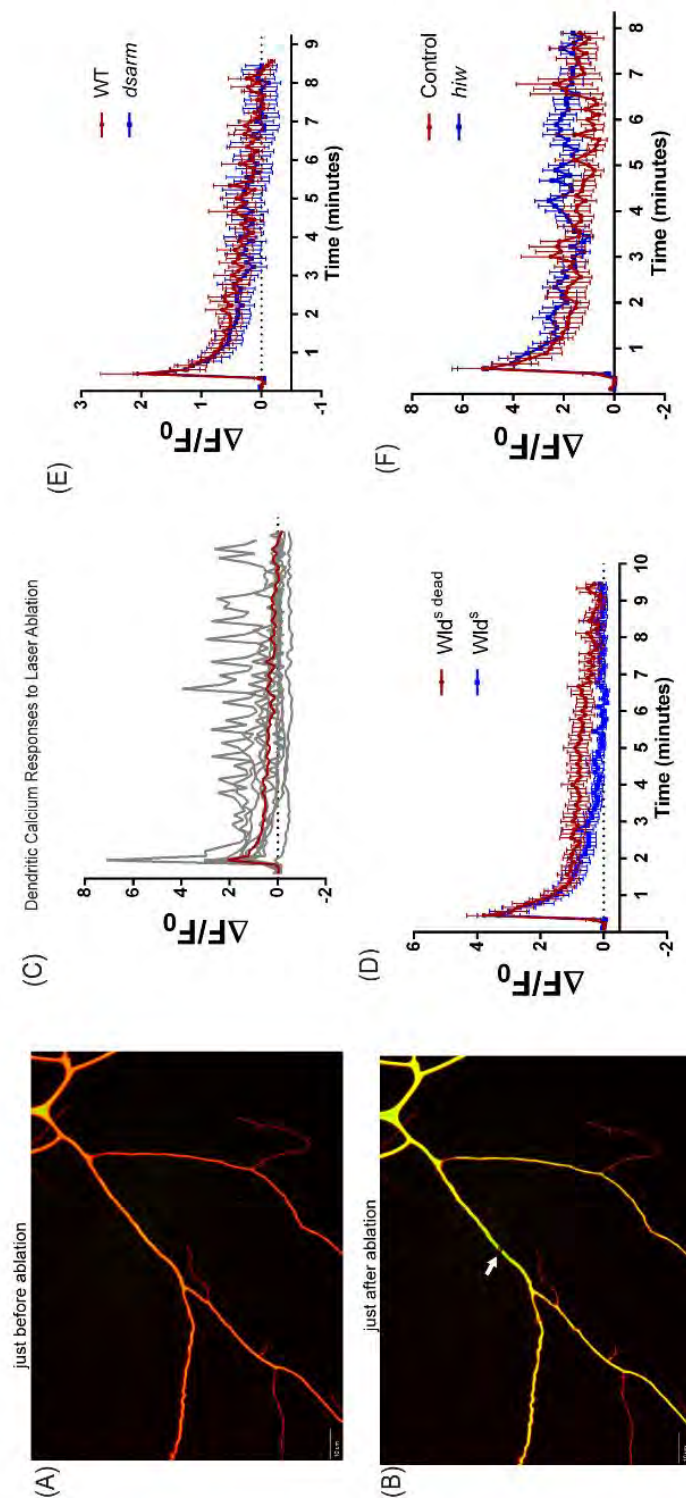 (A)
just before ablation
10 um
(B)
just after ablation
(C)
Dendritic Calcium Responses to Laser Ablation
ΔF/F0
8
6
4
2
0
-2
(D)
ΔF/F0
6
4
2
0
-2
1 2 3 4 5 6 7 8 9 10
Time (minutes)
Wlds dead
Wlds
(E)
ΔF/F0
3
2
1
0
-1
1 2 3 4 5 6 7 8 9
Time (minutes)
WT
dsarm
(F)
ΔF/F0
8
6
4
2
0
-2
1 2 3 4 5 6 7 8
Time (minutes)
Control
hiw